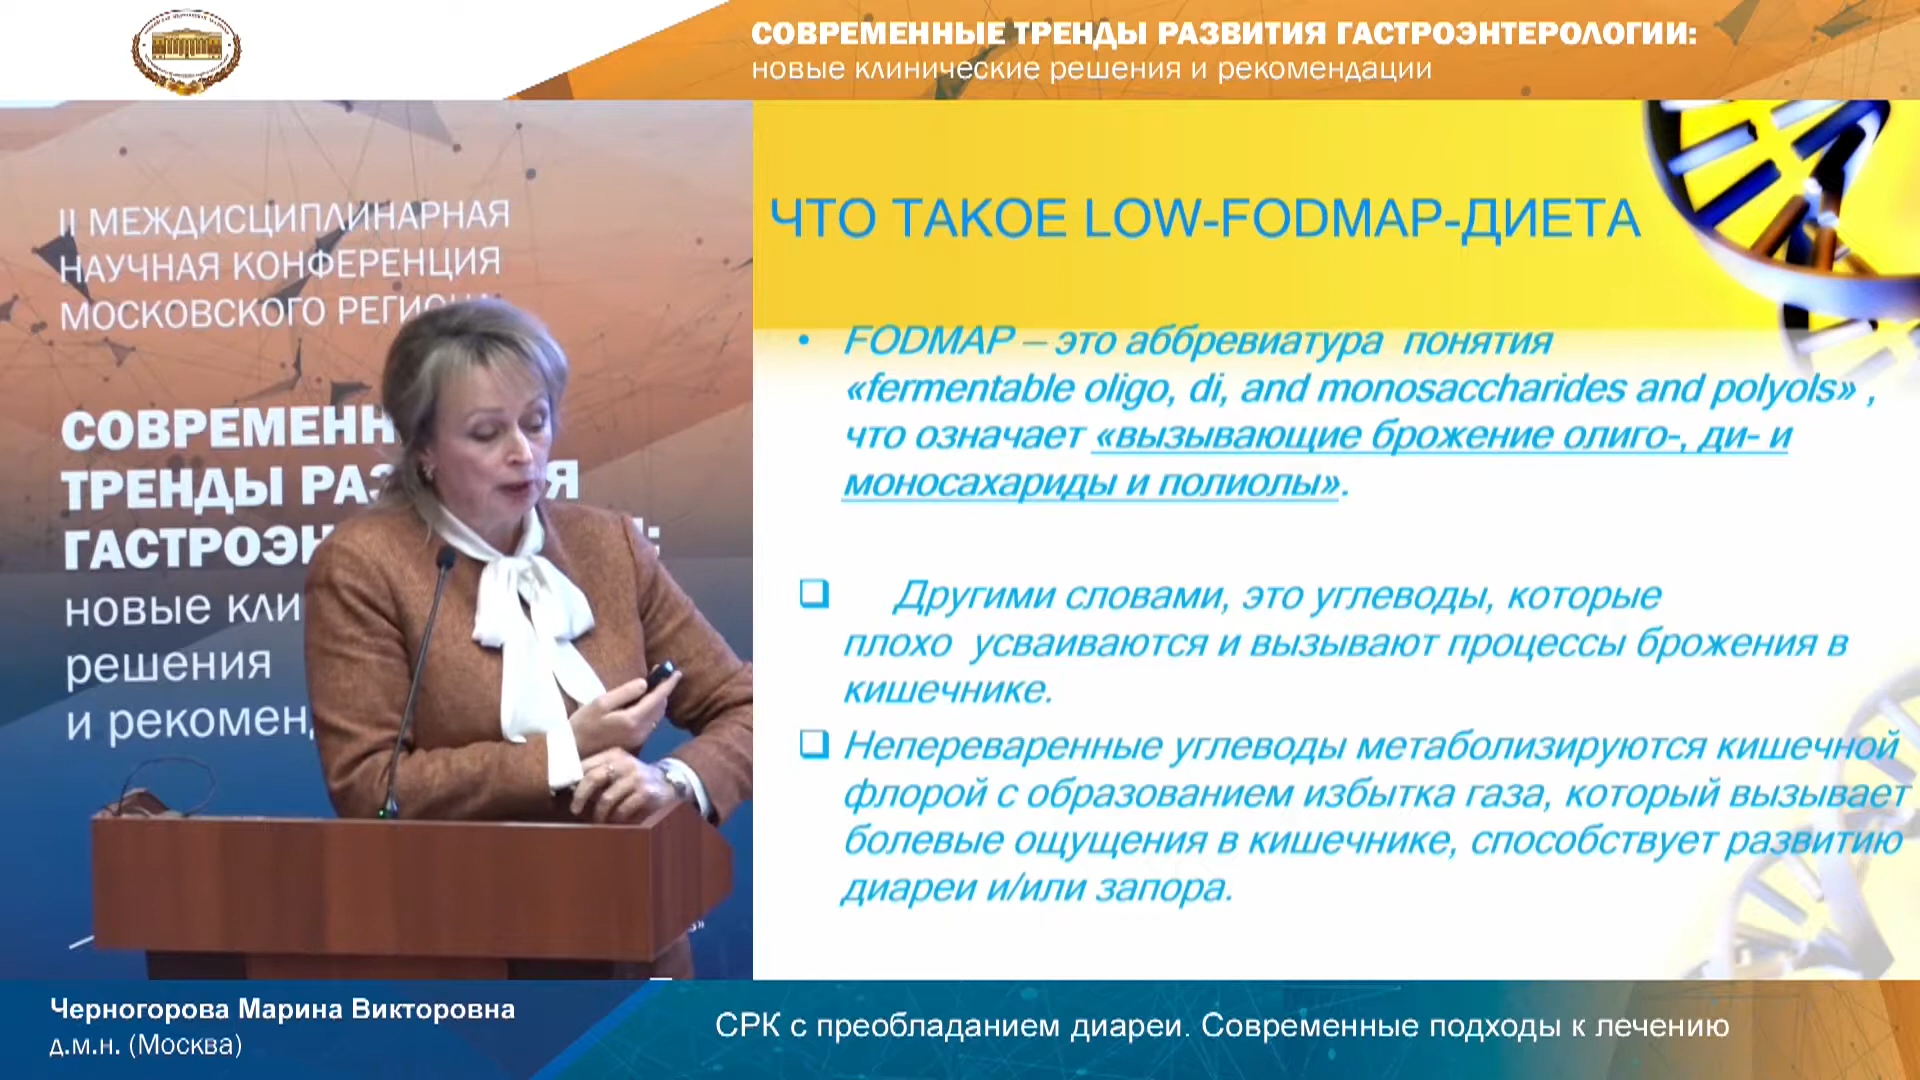 СОВРЕМЕННЫЕ ТРЕНДЫ РАЗВИТИЯ ГАСТРОЭНТЕРОЛОГИИ:
новые клинические решения и рекомендации
II МЕЖДИСЦИПЛИНАРНАЯ
НАУЧНАЯ КОНФЕРЕНЦИЯ
МОСКОВСКОГО
СОВРЕМЕНН
ТРЕНДЫ РАЗ Я
ГАСТРОЭН :
новые кли
решения
и рекомен
ЧТО ТАКОЕ LOW-FODMAP-ДИЕТА
• FODMAP – это аббревиатура понятия
«fermentable oligo, di, and monosaccharides and polyols» ,
что означает «вызывающие брожение олиго-, ди- и
моносахариды и полиолы».
❑ Другими словами, это углеводы, которые
плохо усваиваются и вызывают процессы брожения в
кишечнике.
❑ Непереваренные углеводы метаболизируются кишечной
флорой с образованием избытка газа, который вызывает
болевые ощущения в кишечнике, способствует развитию
диареи и/или запора.
Черногорова Марина Викторовна
д.м.н. (Москва)
СРК с преобладанием диареи. Современные подходы к лечению